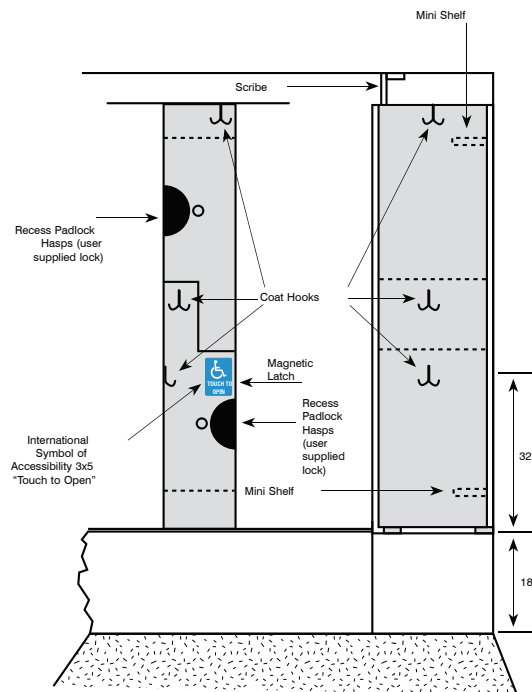 Mini Shelf
Scribe
Recess Padlock
Hasps (user
supplied lock)
Coat Hooks
Magnetic
Latch
TOUCH TO
OPEN
Recess
Padlock
Hasps
(user
supplied
lock)
International
Symbol of
Accessibility 3x5
“Touch to Open”
32
Mini Shelf
18